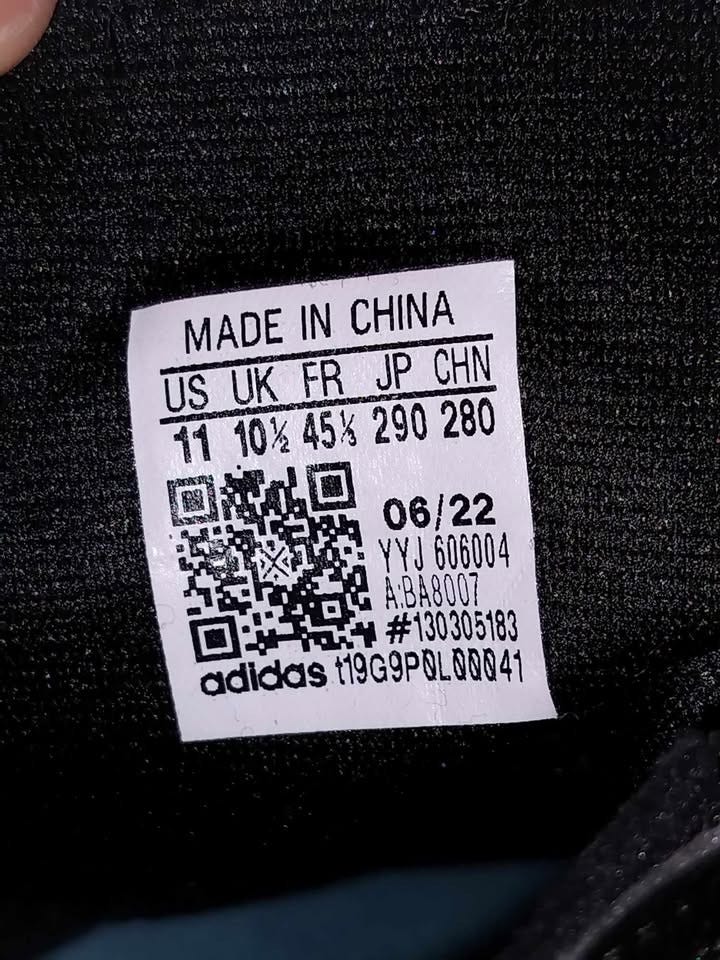 MADE IN CHINA
US UK FR JP CHN
11 10½ 45⅓ 290 280
06/22
YYJ 606004
A:BA8007
#130305183
adidas t19G9P0L00041